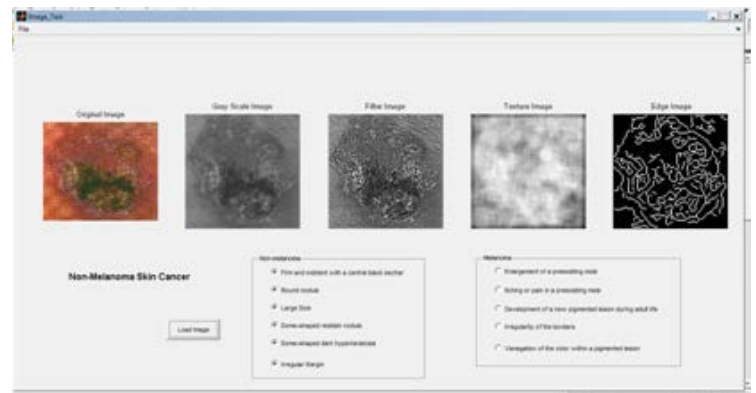 Image_Test
File
Original Image
Gray Scale Image
Filter Image
Texture Image
Edge Image
Non-Melanoma Skin Cancer
Load Image
Non-melanoma
Firm and indolent with a central black eschar
Round nodule
Large Size
Dome-shaped nodule
Dome-shaped dent hyperkeratosis
Irregular Margin
Melanoma
Enlargement of a preexisting mole
Itching or pain in a preexisting mole
Development of a new pigmented lesion during adult life
Irregularity of the borders
Variegation of the color within a pigmented lesion